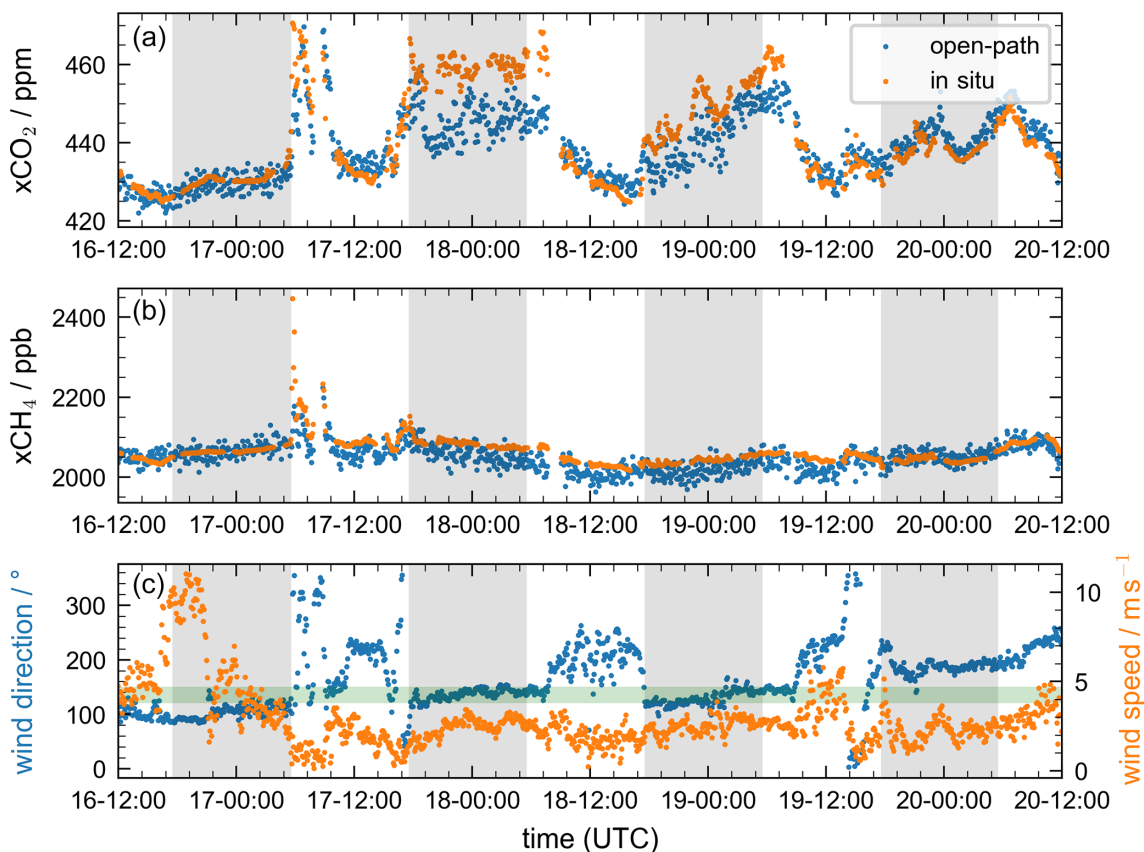 (a)
open-path
in situ
xCO₂ / ppm
460
440
420
16-12:00 17-00:00 17-12:00 18-00:00 18-12:00 19-00:00 19-12:00 20-00:00 20-12:00
(b)
xCH₄ / ppb
2400
2200
2000
16-12:00 17-00:00 17-12:00 18-00:00 18-12:00 19-00:00 19-12:00 20-00:00 20-12:00
(c)
wind direction / °
300
200
100
0
wind speed / m s⁻¹
10
5
0
16-12:00 17-00:00 17-12:00 18-00:00 18-12:00 19-00:00 19-12:00 20-00:00 20-12:00
time (UTC)